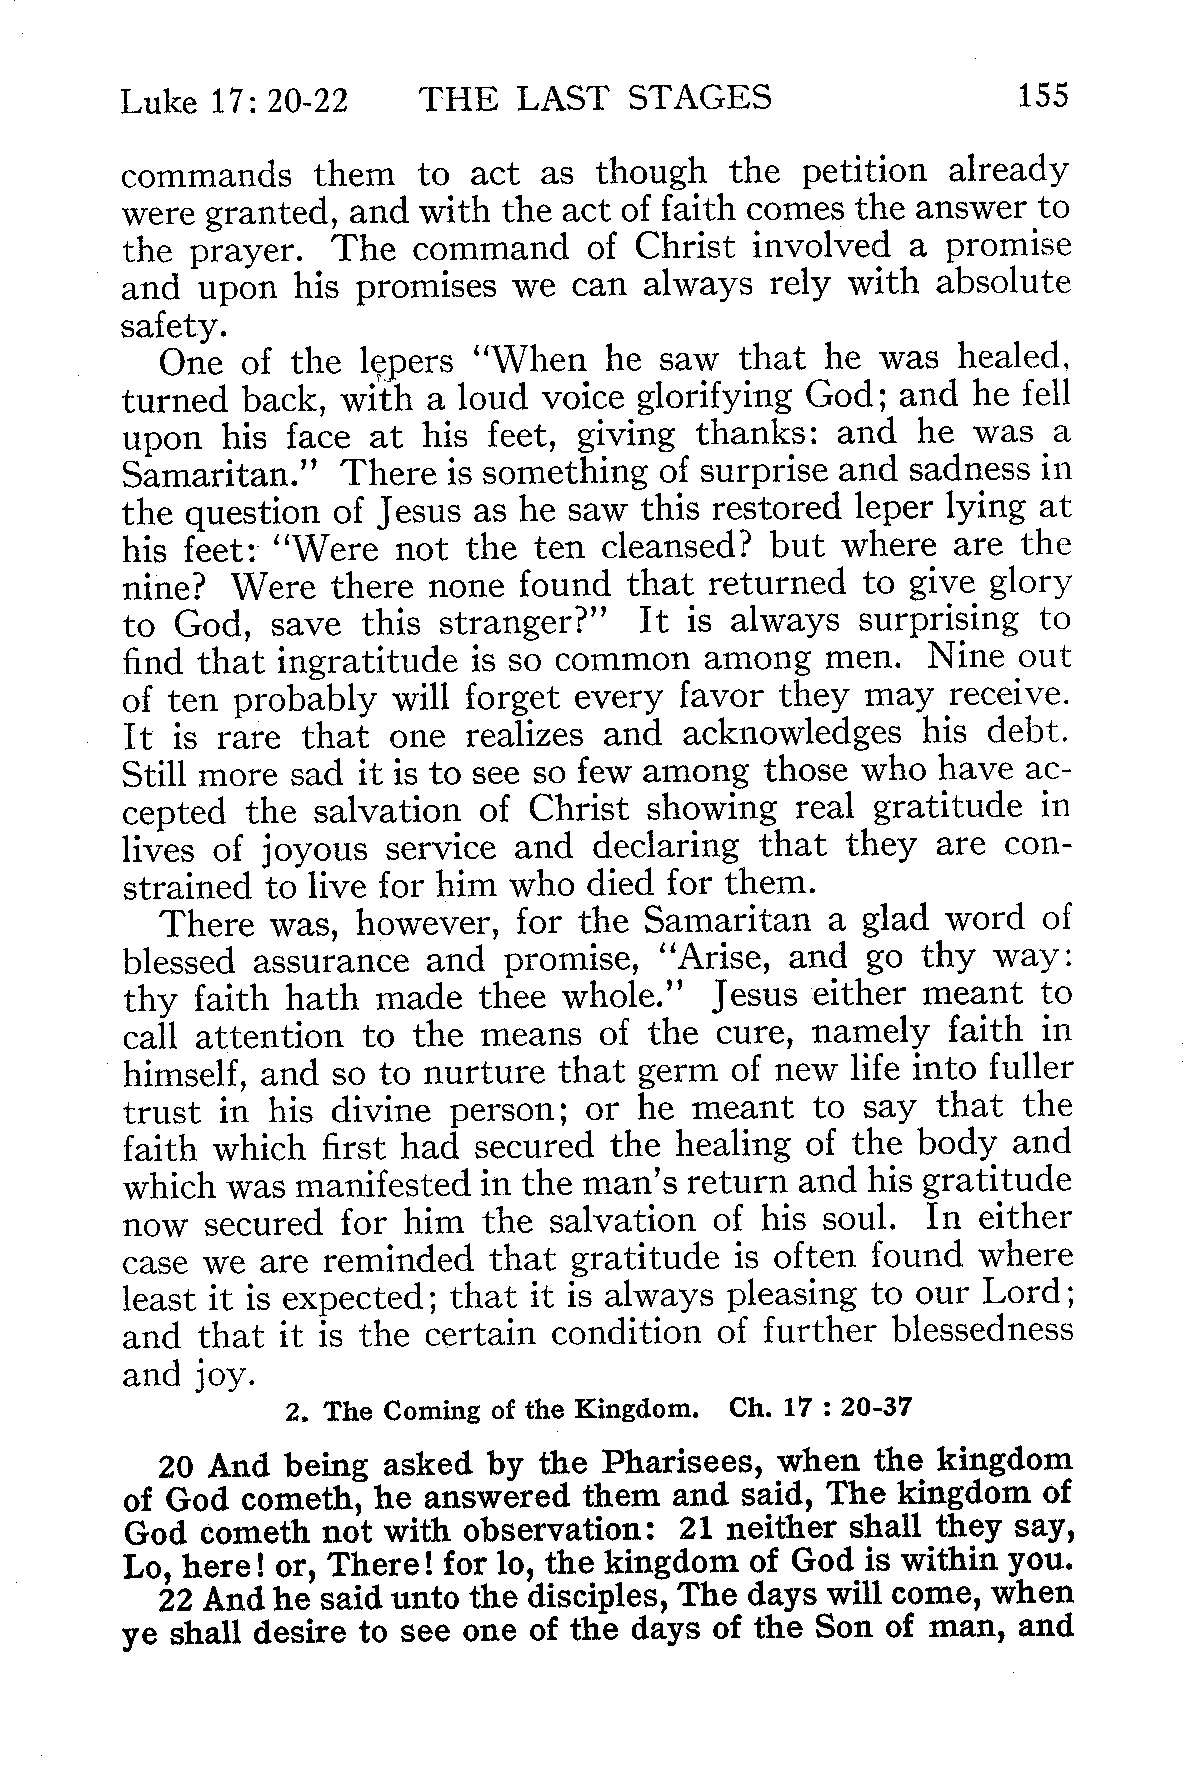 Luke 17: 20-22 THE LAST STAGES 155
commands them to act as though the petition already
were granted, and with the act of faith comes the answer to
the prayer. The command of Christ involved a promise
and upon his promises we can always rely with absolute
safety.
One of the lepers "When he saw that he was healed,
turned back, with a loud voice glorifying God; and he fell
upon his face at his feet, giving thanks: and he was a
Samaritan." There is something of surprise and sadness in
the question of Jesus as he saw this restored leper lying at
his feet: "Were not the ten cleansed? but where are the
nine? Were there none found that returned to give glory
to God, save this stranger?" It is always surprising to
find that ingratitude is so common among men. Nine out
of ten probably will forget every favor they may receive.
It is rare that one realizes and acknowledges his debt.
Still more sad it is to see so few among those who have ac-
cepted the salvation of Christ showing real gratitude in
lives of joyous service and declaring that they are con-
strained to live for him who died for them.
There was, however, for the Samaritan a glad word of
blessed assurance and promise, "Arise, and go thy way:
thy faith hath made thee whole." Jesus either meant to
call attention to the means of the cure, namely faith in
himself, and so to nurture that germ of new life into fuller
trust in his divine person; or he meant to say that the
faith which first had secured the healing of the body and
which was manifested in the man's return and his gratitude
now secured for him the salvation of his soul. In either
case we are reminded that gratitude is often found where
least it is expected; that it is always pleasing to our Lord;
and that it is the certain condition of further blessedness
and joy.
2. The Coming of the Kingdom. Ch. 17 : 20-37
20 And being asked by the Pharisees, when the kingdom
of God cometh, he answered them and said, The kingdom of
God cometh not with observation: 21 neither shall they say,
Lo, here! or, There! for lo, the kingdom of God is within you.
22 And he said unto the disciples, The days will come, when
ye shall desire to see one of the days of the Son of man, and